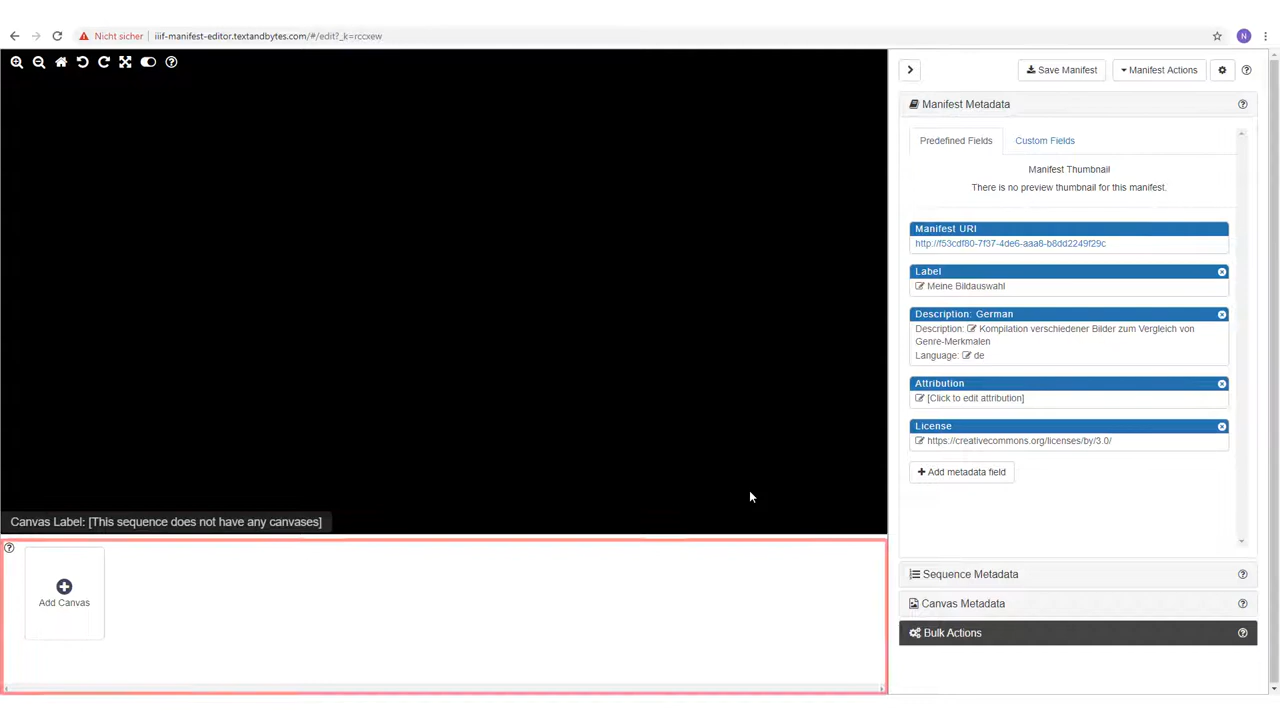 Nicht sicher iiif-manifest-editor.textandbytes.com/#/edit?_k=rccxew N
Save Manifest Manifest Actions
Manifest Metadata
Predefined Fields Custom Fields
Manifest Thumbnail
There is no preview thumbnail for this manifest.
Manifest URI
http://f53cdf80-7f37-4de6-aaa8-b8dd2249f29c
Label
Meine Bildauswahl
Description: German
Description: Kompilation verschiedener Bilder zum Vergleich von
Genre-Merkmalen
Language: de
Attribution
[Click to edit attribution]
License
https://creativecommons.org/licenses/by/3.0/
Add metadata field
Canvas Label: [This sequence does not have any canvases]
Add Canvas
Sequence Metadata
Canvas Metadata
Bulk Actions